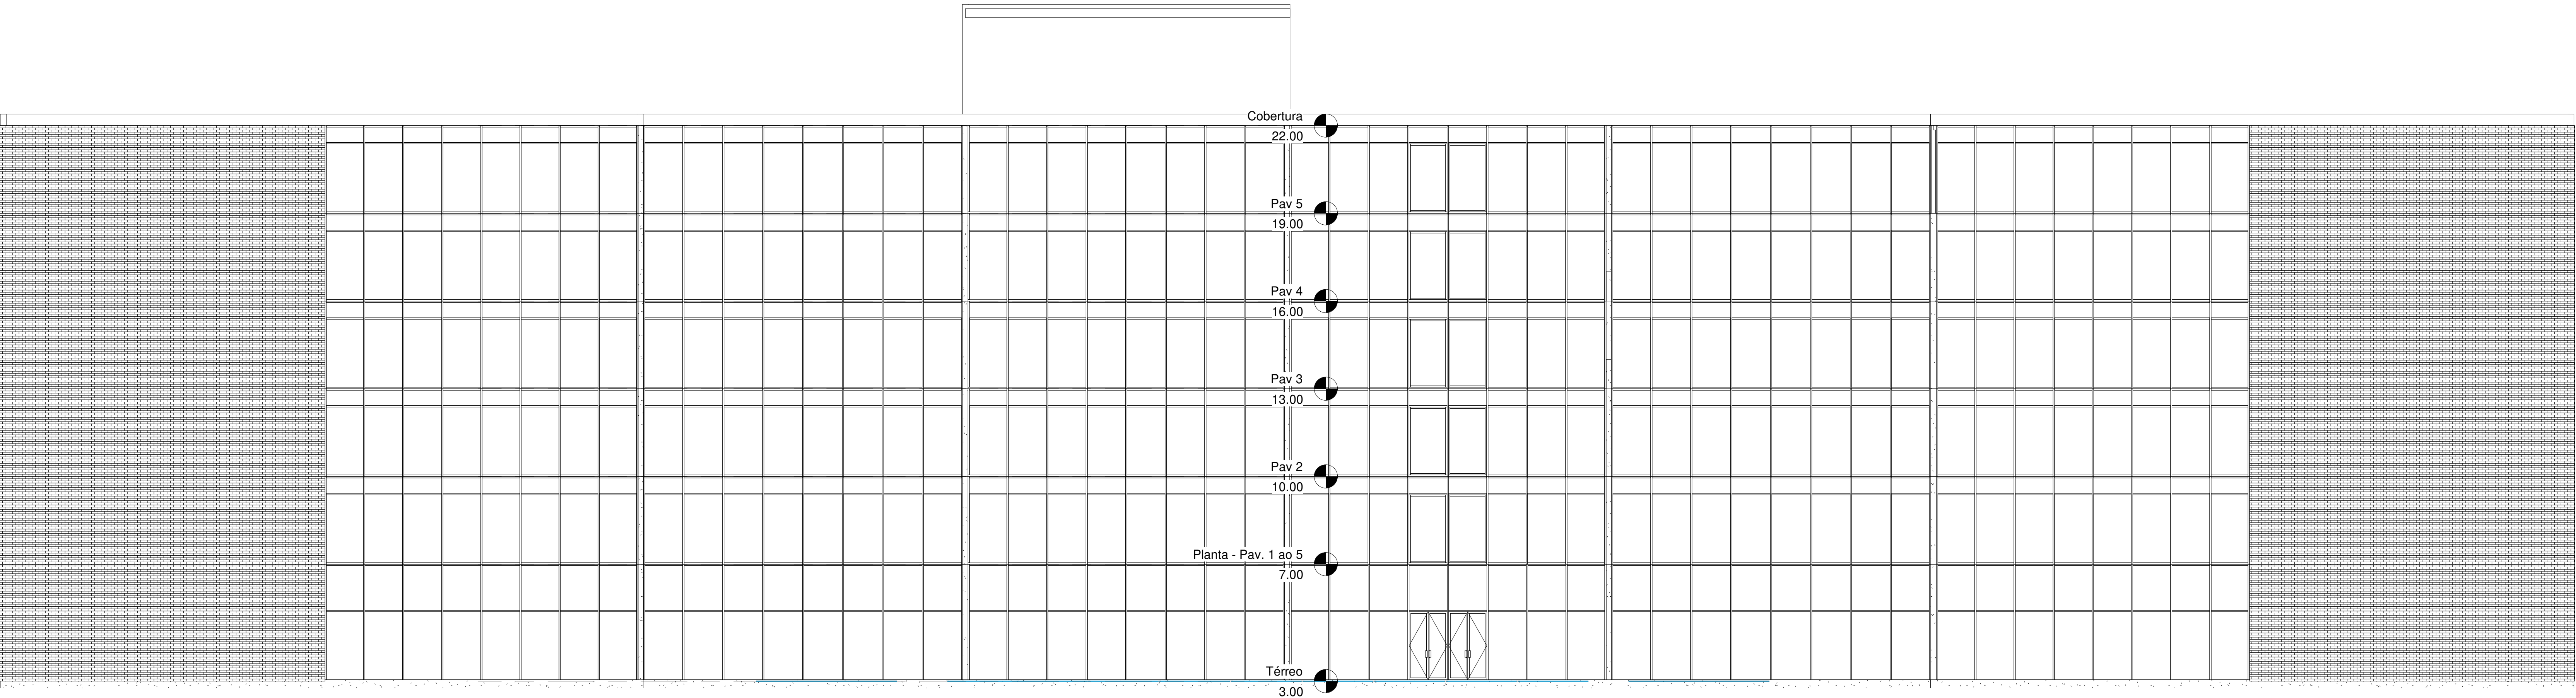 Cobertura
22.00
Pav 5
19.00
Pav 4
16.00
Pav 3
13.00
Pav 2
10.00
Planta - Pav. 1 ao 5
7.00
Térreo
3.00